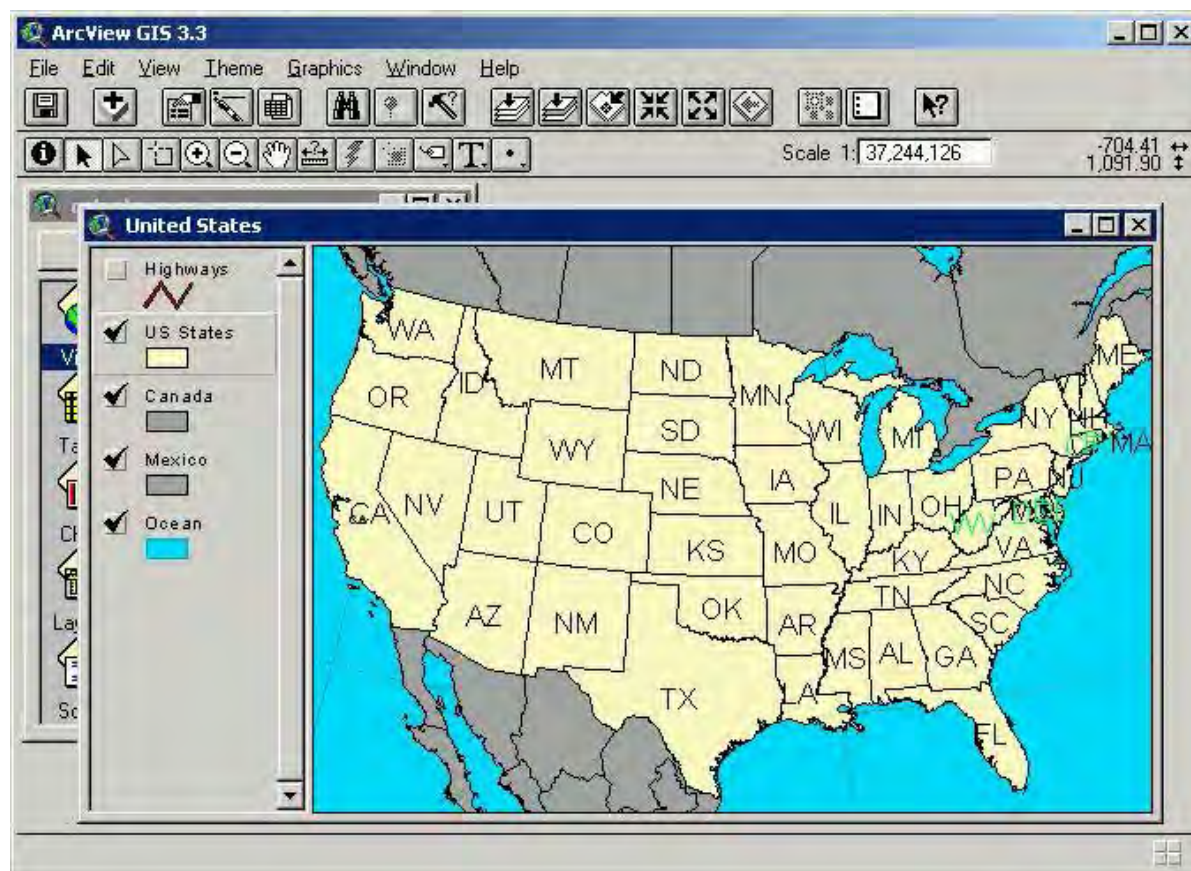 ArcView GIS 3.3
File Edit View Theme Graphics Window Help
Scale 1: 37,244,126
-704.41
1,091.90
United States
Highways
US States
Canada
Mexico
Ocean
WA
MT
ND
MN
ME
OR
ID
SD
WI
MI
NY
NH
MA
WY
IA
PA
NJ
NE
CA
NV
UT
CO
IL
IN
OH
WV
KS
MO
KY
VA
AZ
NM
OK
AR
TN
NC
SC
MS
AL
GA
TX
LA
FL